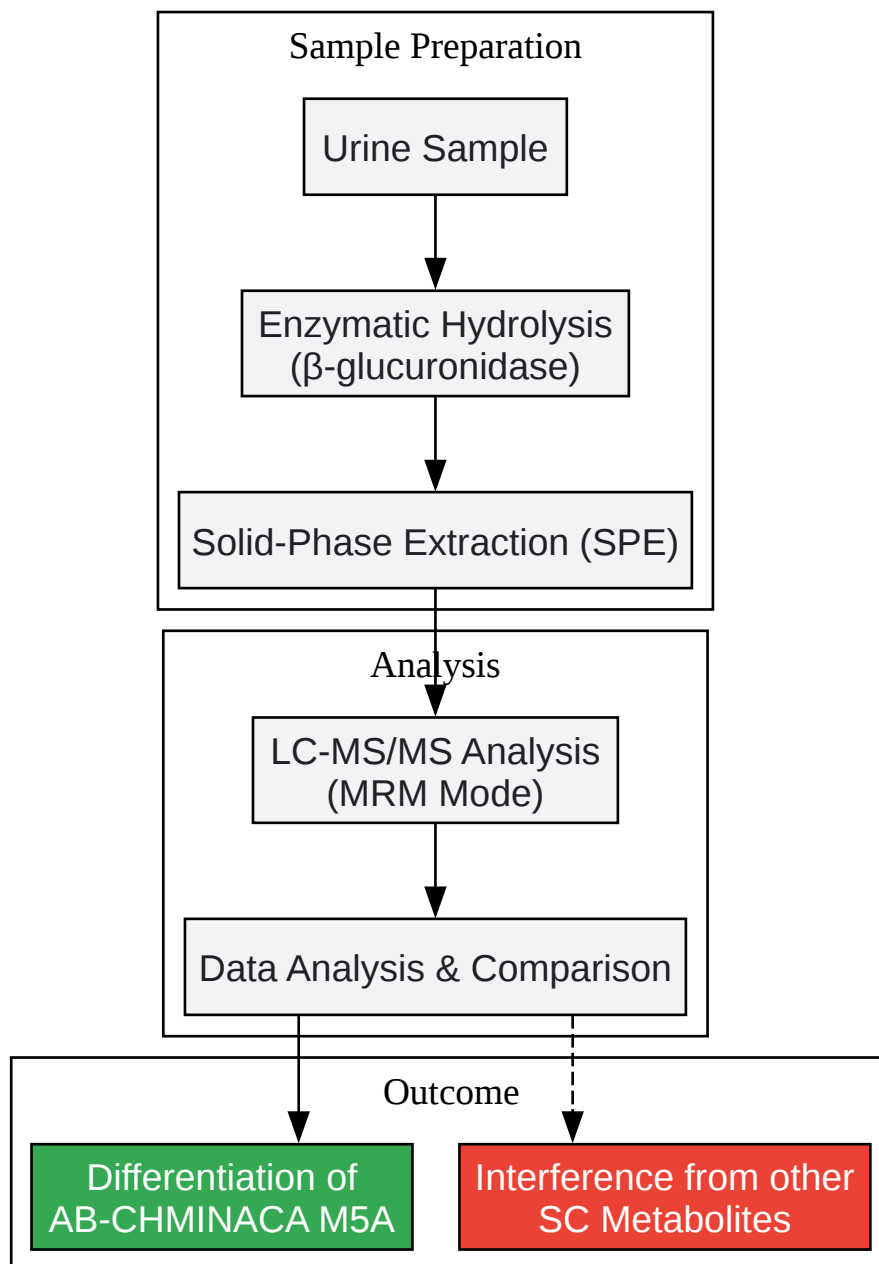 Sample Preparation
Urine Sample
Enzymatic Hydrolysis
(β-glucuronidase)
Solid-Phase Extraction (SPE)
Analysis
LC-MS/MS Analysis
(MRM Mode)
Data Analysis & Comparison
Outcome
Differentiation of
AB-CHMINACA M5A
Interference from other
SC Metabolites